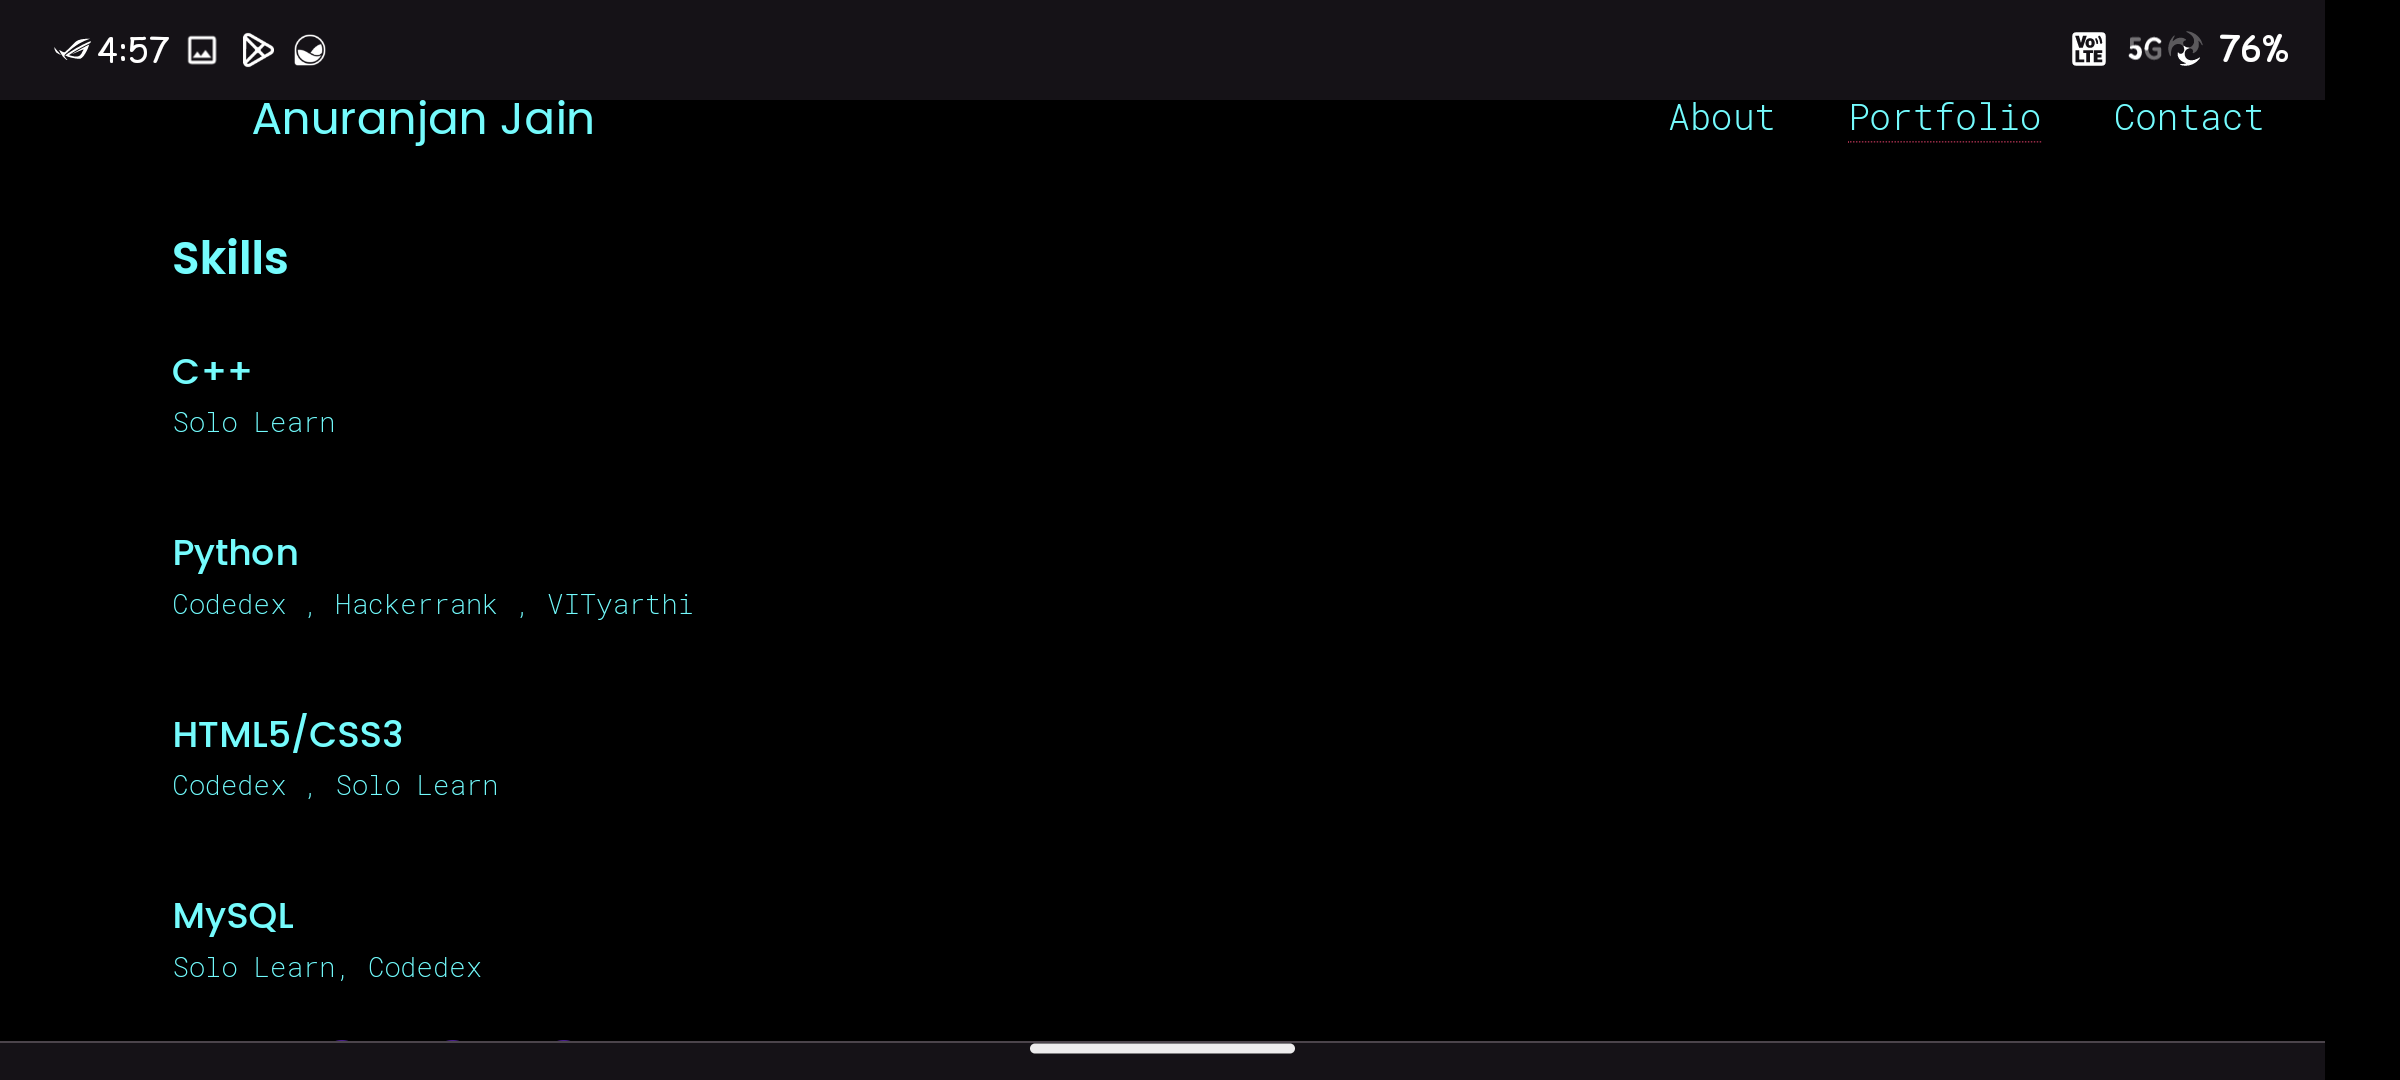 4:57 VoLTE 5G 76%
Anuranjan Jain About Portfolio Contact
Skills
C++
Solo Learn
Python
Codedex , Hackerrank , VITyarthi
HTML5/CSS3
Codedex , Solo Learn
MySQL
Solo Learn, Codedex